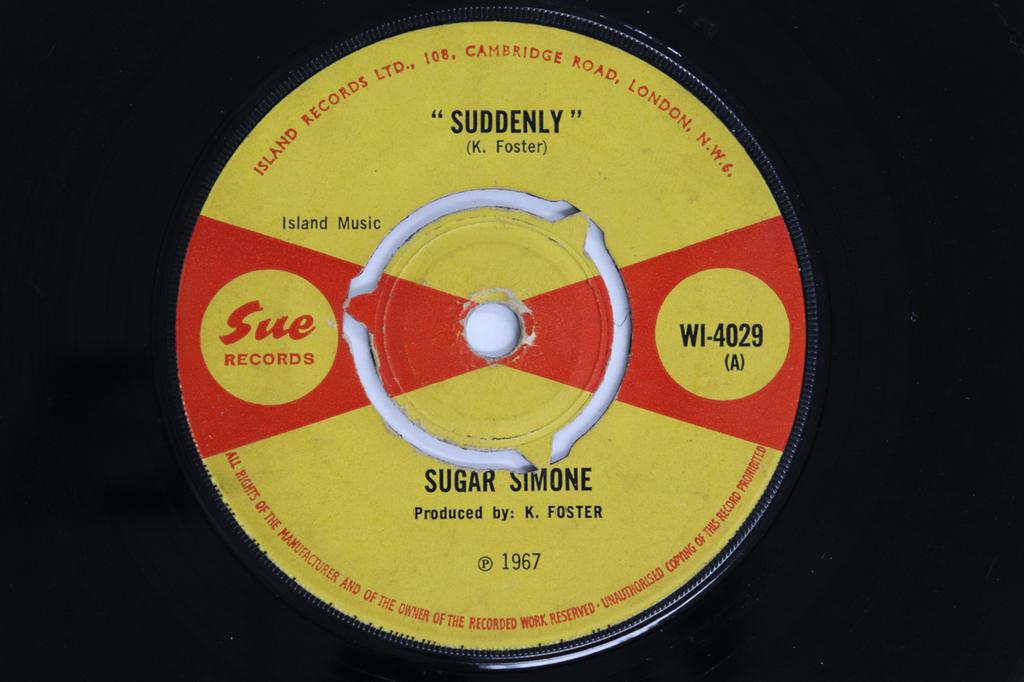 ISLAND RECORDS LTD., 108, CAMBRIDGE ROAD, LONDON, N.W.6.
“ SUDDENLY ”
(K. Foster)
Island Music
Sue
RECORDS
WI-4029
(A)
SUGAR SIMONE
Produced by: K. FOSTER
℗ 1967
ALL RIGHTS OF THE MANUFACTURER AND OF THE OWNER OF THE RECORDED WORK RESERVED · UNAUTHORISED COPYING OF THIS RECORD PROHIBITED